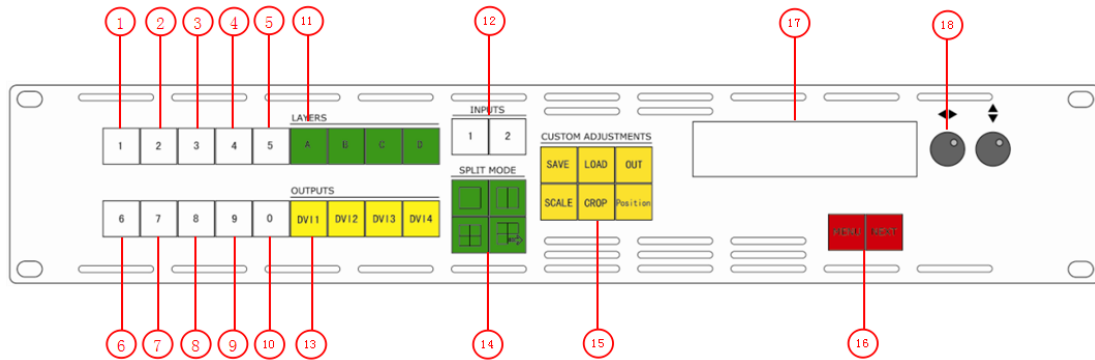 1 2 3 4 5 11 12 17 18
LAYERS
INPUTS
1 2 3 4 5 A B C D
1 2
CUSTOM ADJUSTMENTS
SAVE LOAD OUT
SPLIT MODE
OUTPUTS
SCALE CROP Position
6 7 8 9 0 DVI1 DVI2 DVI3 DVI4
6 7 8 9 10 13 14 15 16